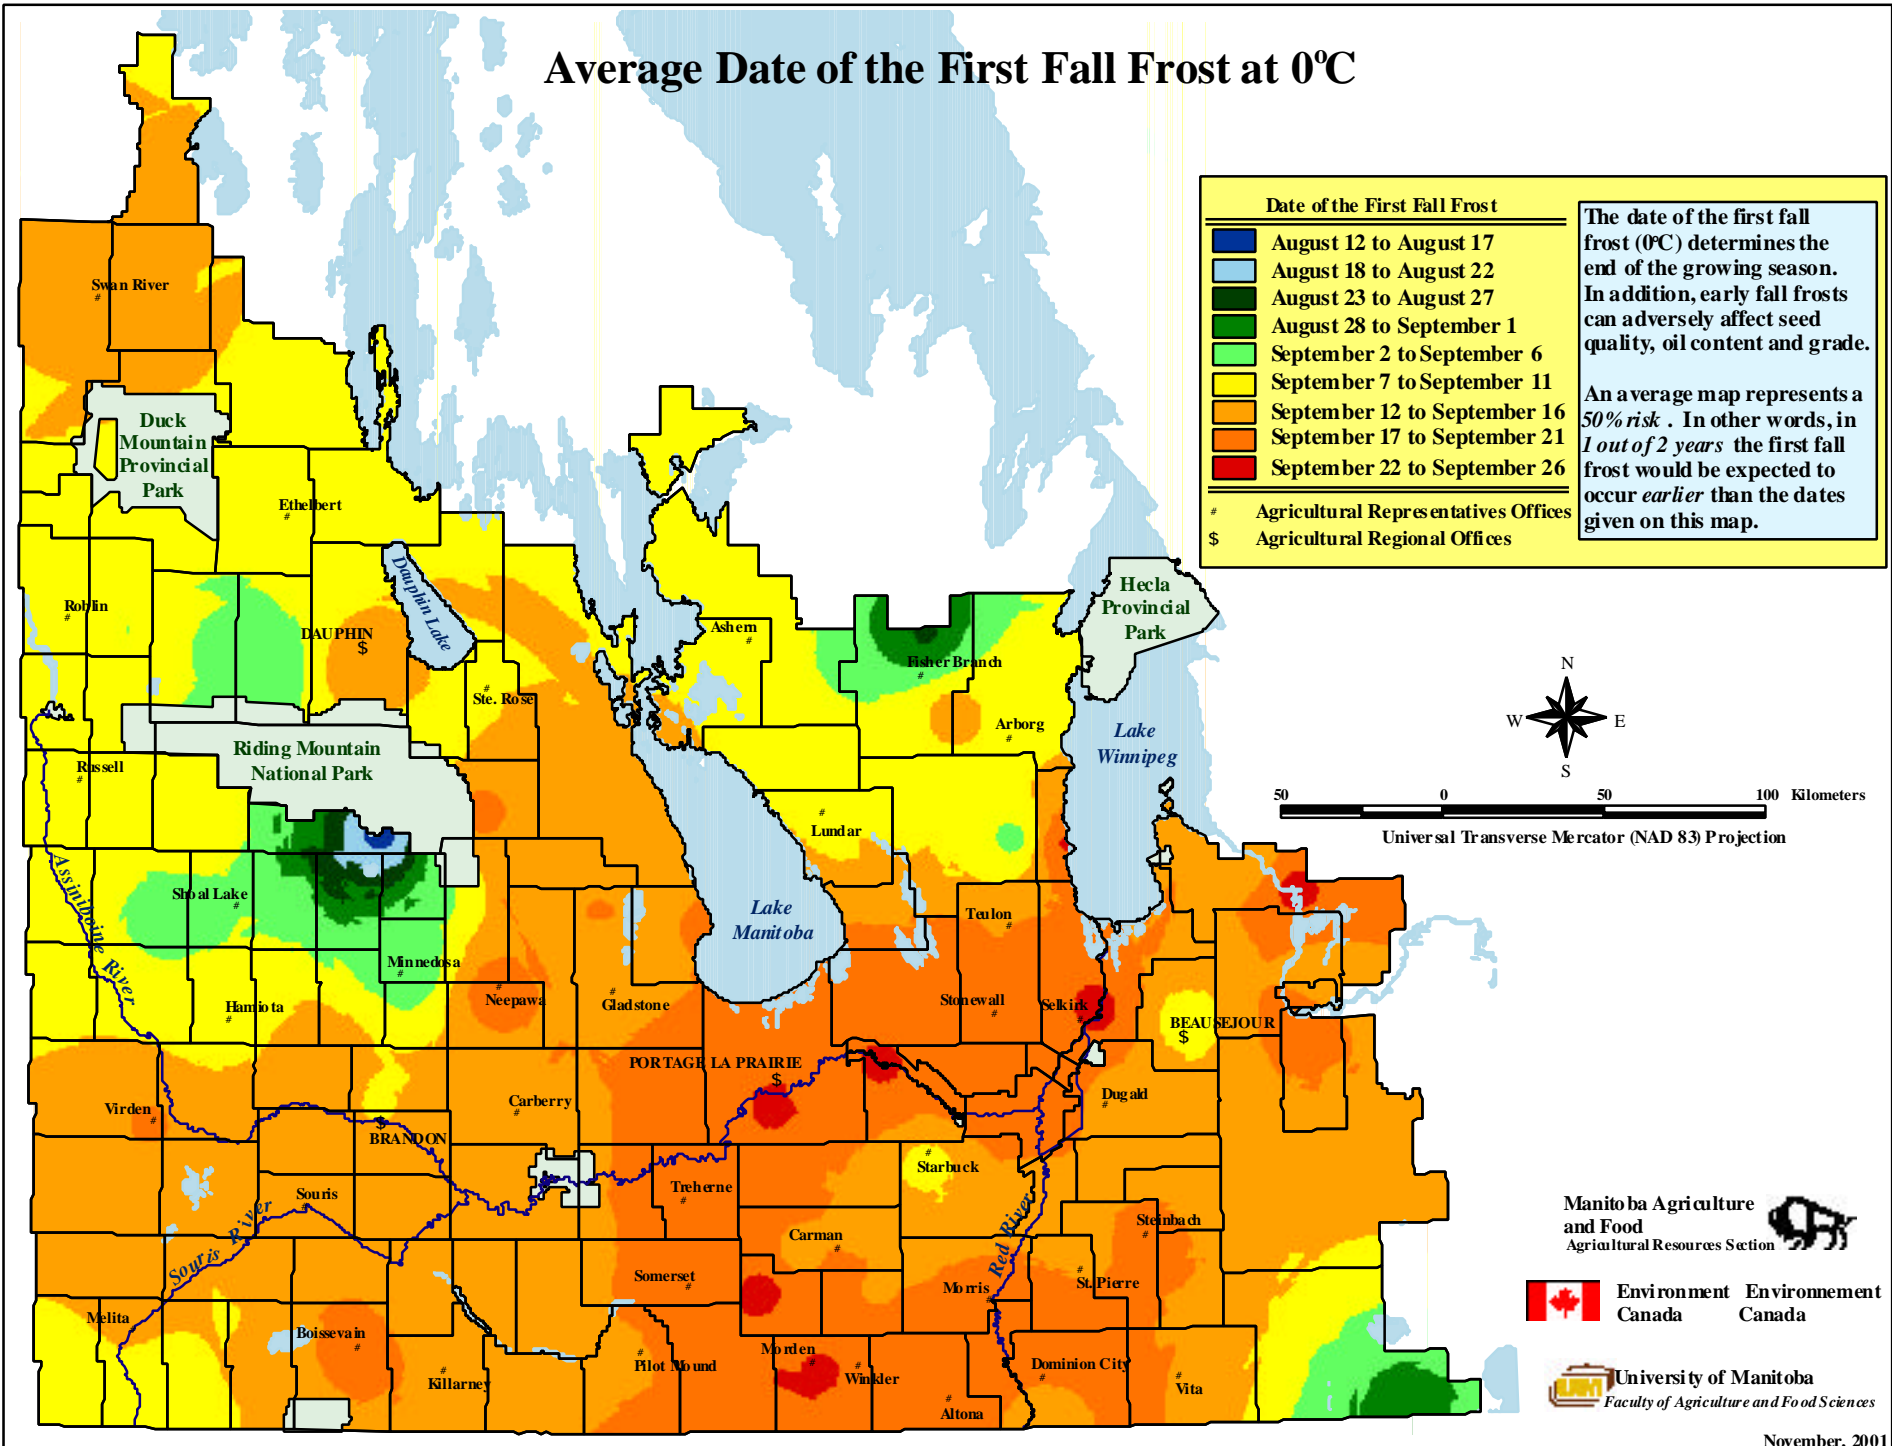 Average Date of the First Fall Frost at 0ºC
Date of the First Fall Frost
August 12 to August 17
August 18 to August 22
August 23 to August 27
August 28 to September 1
September 2 to September 6
September 7 to September 11
September 12 to September 16
September 17 to September 21
September 22 to September 26
# Agricultural Representatives Offices
$ Agricultural Regional Offices
The date of the first fall
frost (0ºC) determines the
end of the growing season.
In addition, early fall frosts
can adversely affect seed
quality, oil content and grade.
An average map represents a
50% risk . In other words, in
1 out of 2 years the first fall
frost would be expected to
occur earlier than the dates
given on this map.
Swan River
#
Duck
Mountain
Provincial
Park
Ethelbert
#
Dauphin Lake
Roblin
#
DAUPHIN
$
Ste. Rose
#
Ashern
#
Fisher Branch
#
Hecla
Provincial
Park
Arborg
#
Lake
Winnipeg
Riding Mountain
National Park
Russell
#
Lundar
#
Assiniboine River
Shoal Lake
#
Lake
Manitoba
Teulon
#
Minnedosa
#
Hamiota
#
Neepawa
#
Gladstone
#
Stonewall
#
Selkirk
#
BEAUSEJOUR
$
PORTAGE LA PRAIRIE
$
Virden
#
BRANDON
$
Carberry
#
Dugald
#
Starbuck
#
Souris
#
Souris River
Treherne
#
Carman
#
Red River
Steinbach
#
Somerset
#
Morris
#
St. Pierre
#
Melita
Boissevain
#
Killarney
#
Pilot Mound
#
Morden
#
Winkler
#
Altona
#
Dominion City
#
Vita
#
N
W
E
S
50 0 50 100 Kilometers
Universal Transverse Mercator (NAD 83) Projection
Manitoba Agriculture
and Food
Agricultural Resources Section
Environment Environnement
Canada Canada
University of Manitoba
Faculty of Agriculture and Food Sciences
November, 2001